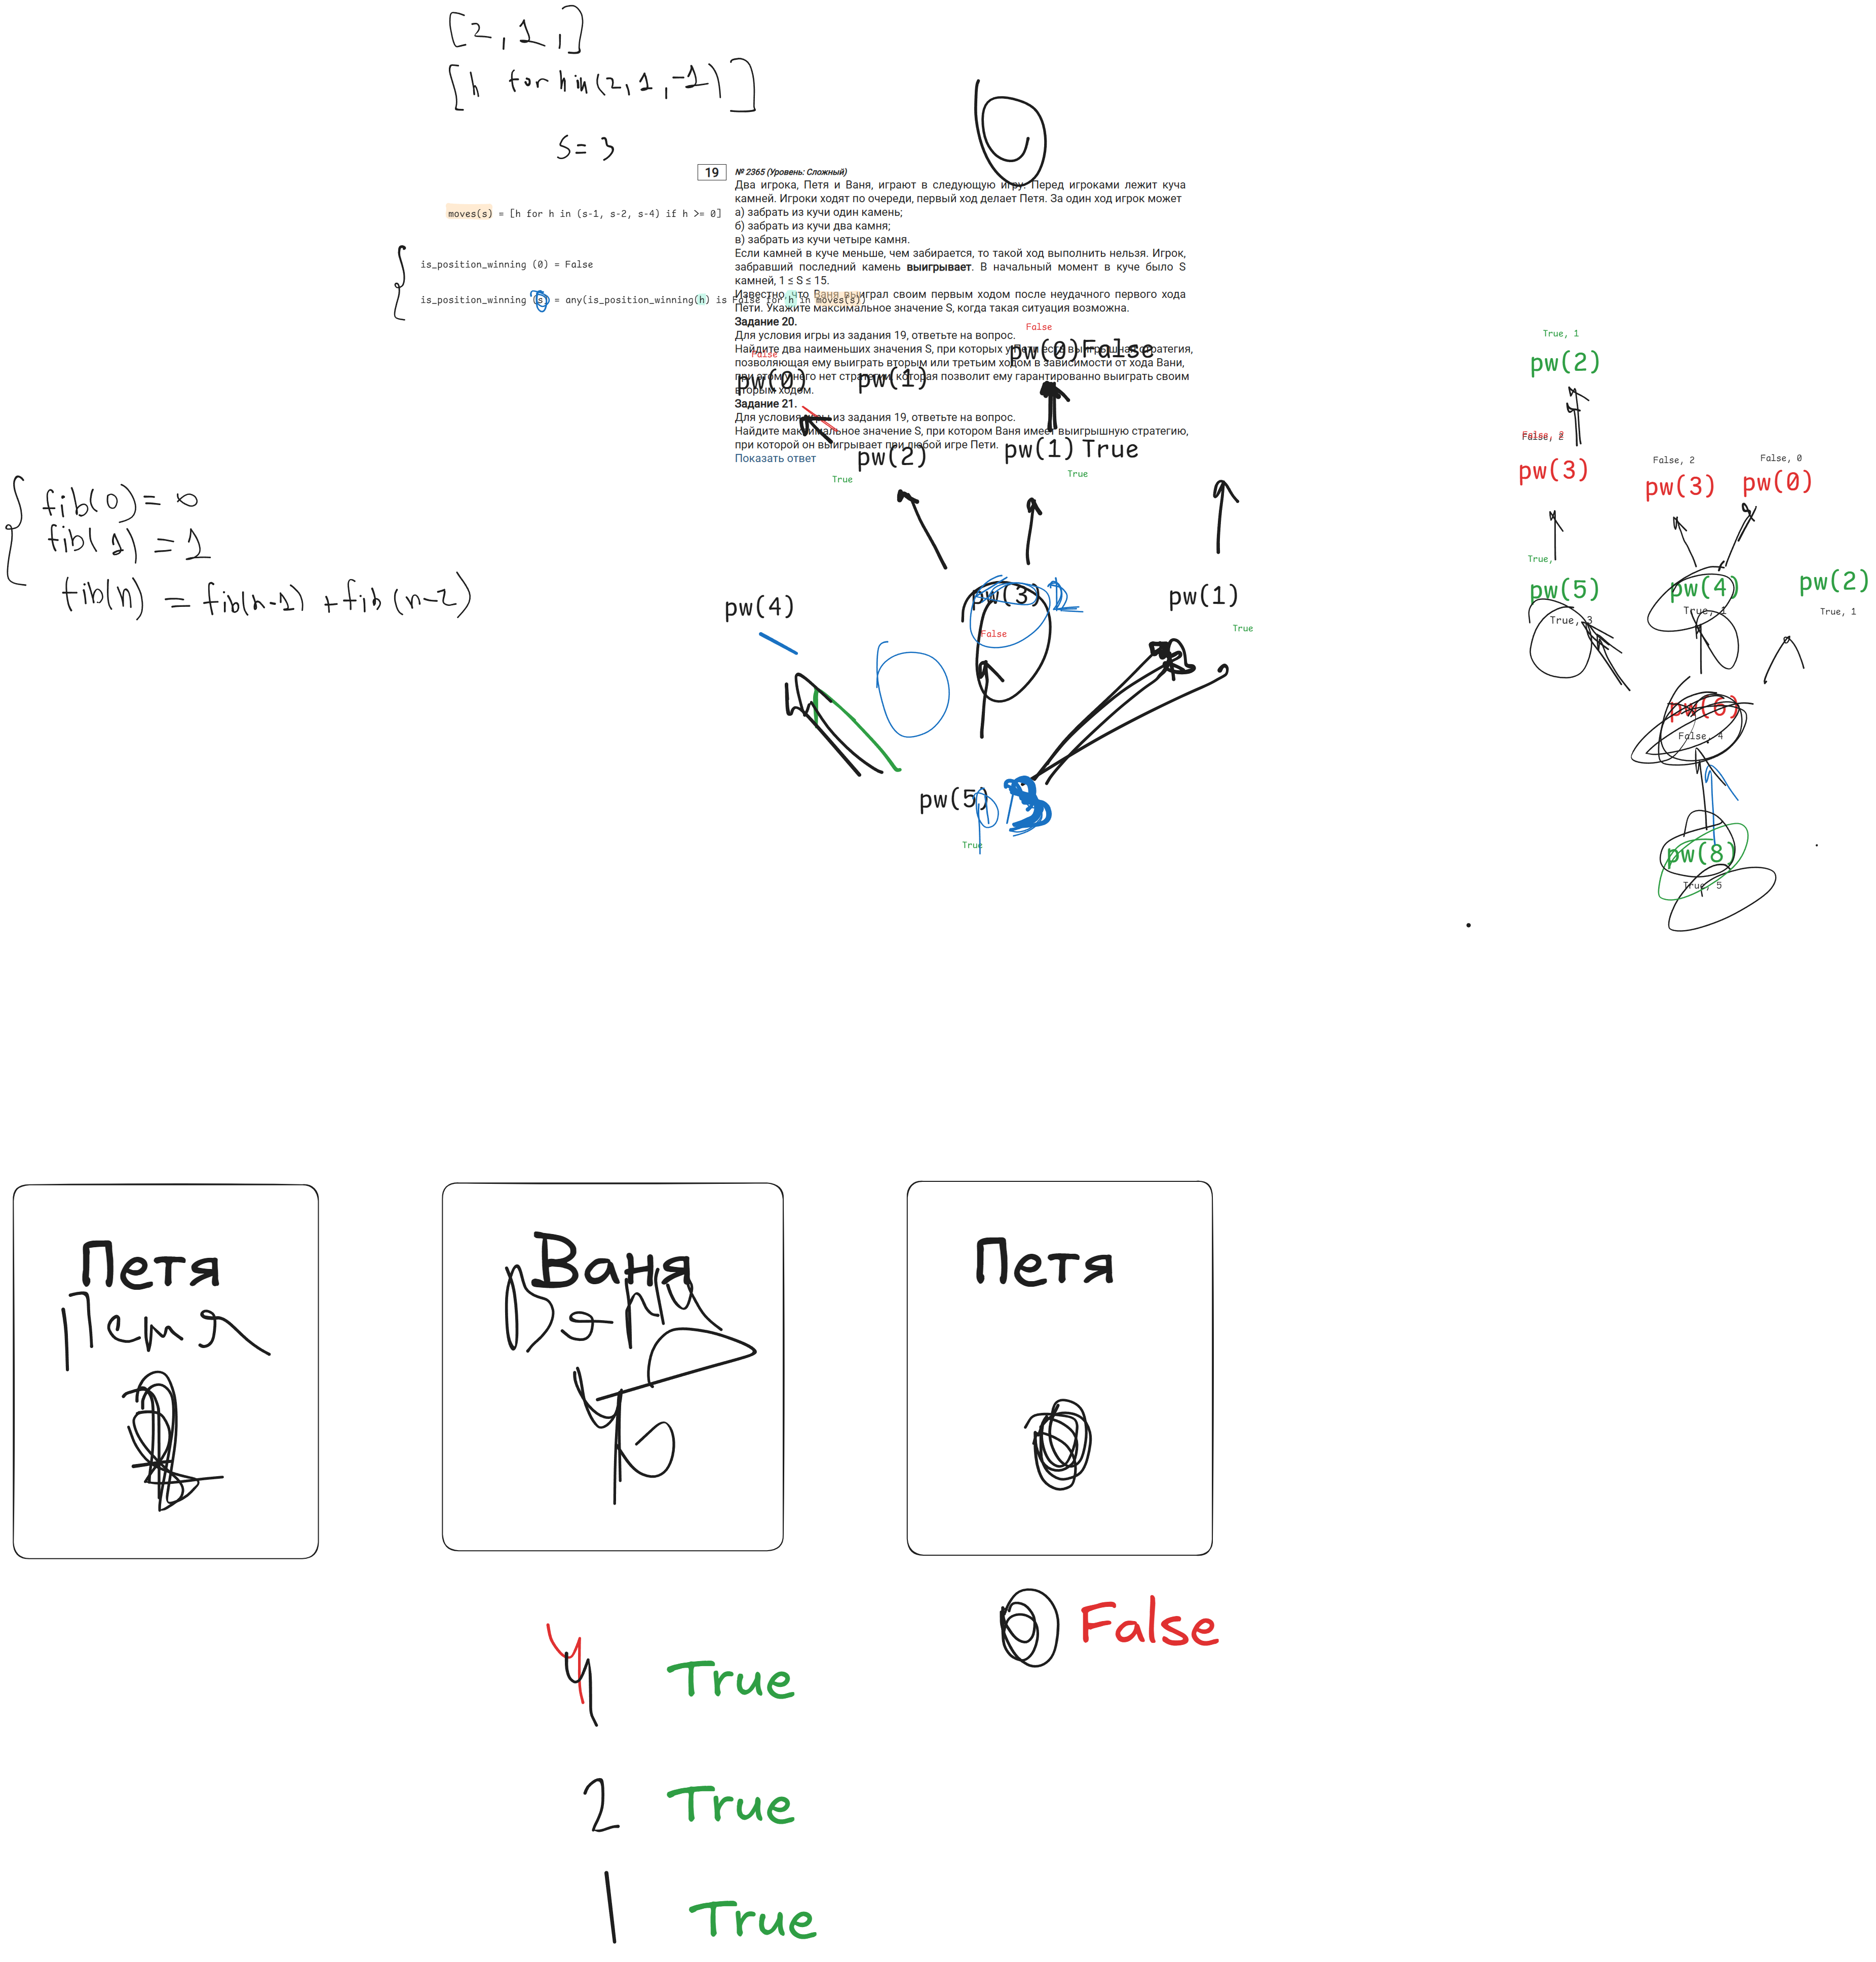 [2, 1, ]
[h for h in (2, 1, -1)]
S = 3
6
19
№ 2365 (Уровень: Сложный)
Два игрока, Петя и Ваня, играют в следующую игру. Перед игроками лежит куча
камней. Игроки ходят по очереди, первый ход делает Петя. За один ход игрок может
а) забрать из кучи один камень;
б) забрать из кучи два камня;
в) забрать из кучи четыре камня.
Если камней в куче меньше, чем забирается, то такой ход выполнить нельзя. Игрок,
забравший последний камень выигрывает. В начальный момент в куче было S
камней, 1 ≤ S ≤ 15.
Известно, что Ваня выиграл своим первым ходом после неудачного первого хода
Пети. Укажите максимальное значение S, когда такая ситуация возможна.
Задание 20.
Для условия игры из задания 19, ответьте на вопрос.
Найдите два наименьших значения S, при которых у Пети есть выигрышная стратегия,
позволяющая ему выиграть вторым или третьим ходом в зависимости от хода Вани,
при этом у него нет стратегии, которая позволит ему гарантированно выиграть своим
вторым ходом.
Задание 21.
Для условия игры из задания 19, ответьте на вопрос.
Найдите максимальное значение S, при котором Ваня имеет выигрышную стратегию,
при которой он выигрывает при любой игре Пети.
Показать ответ
moves(s) = [h for h in (s-1, s-2, s-4) if h >= 0]
is_position_winning (0) = False
is_position_winning (s) = any(is_position_winning(h) is False for h in moves(s))
False
pw(0) False
False
pw(0)
pw(1)
pw(2)
True
pw(1) True
True
pw(4)
pw(3)
False
pw(1)
True
pw(5)
True
fib(0) = ∞
fib(1) = 1
fib(n) = fib(n-1) + fib(n-2)
True, 1
pw(2)
False, 2
pw(3)
False, 2
pw(3)
False, 0
pw(0)
True,
pw(5)
True, 3
pw(4)
True, 1
pw(2)
True, 1
pw(6)
False, 4
pw(8)
True, 5
Петя
Петя
Ваня
Петя
0 False
4 True
2 True
1 True